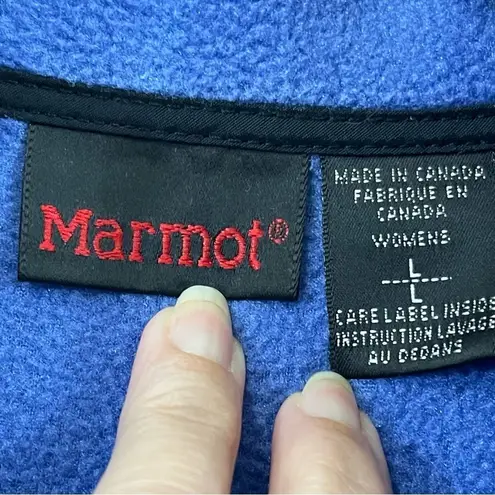 Marmot®
MADE IN CANADA
FABRIQUE EN
CANADA
WOMENS
L
L
CARE LABEL INSIDE
INSTRUCTION LAVAGE
AU DEDANS